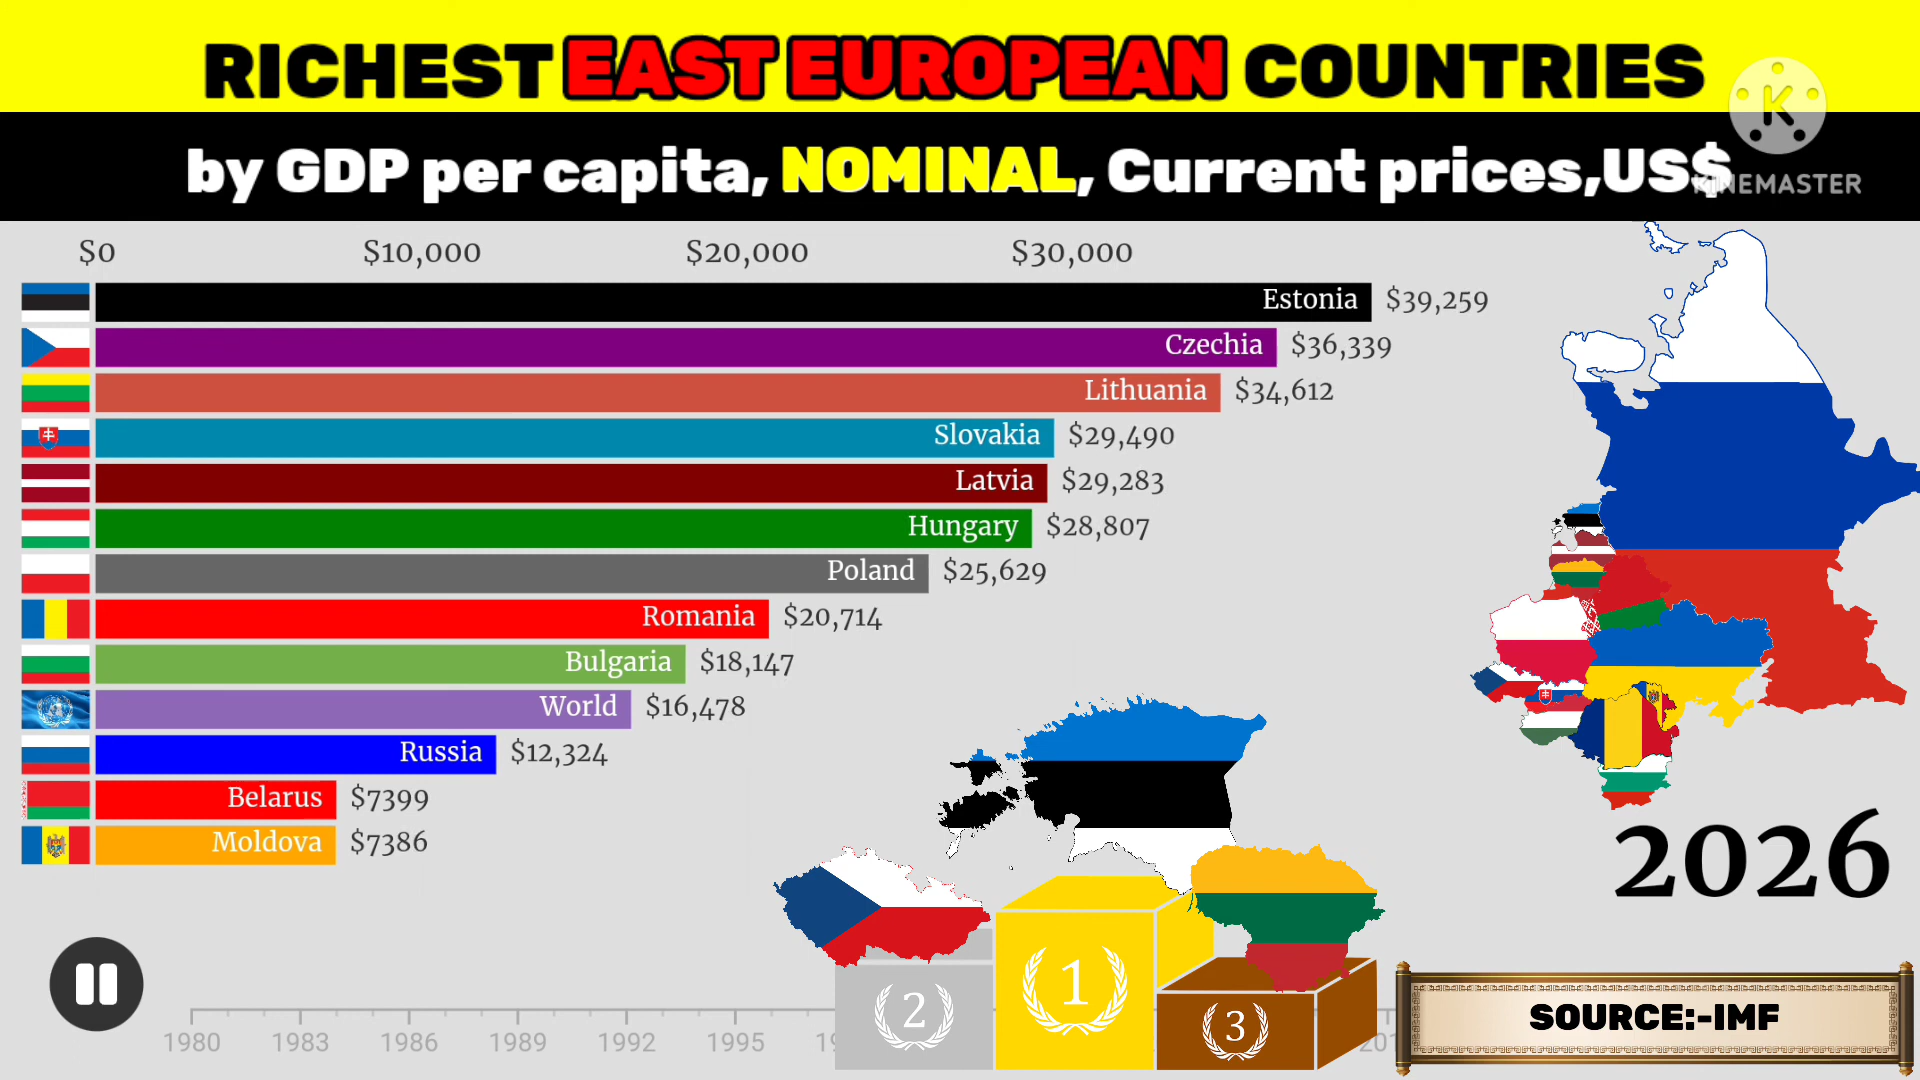 RICHEST EAST EUROPEAN COUNTRIES
by GDP per capita, NOMINAL, Current prices,US$
K
KINEMASTER
$0 $10,000 $20,000 $30,000
Estonia $39,259
Czechia $36,339
Lithuania $34,612
Slovakia $29,490
Latvia $29,283
Hungary $28,807
Poland $25,629
Romania $20,714
Bulgaria $18,147
World $16,478
Russia $12,324
Belarus $7399
Moldova $7386
2026
1
2
3
SOURCE:-IMF
1980 1983 1986 1989 1992 1995